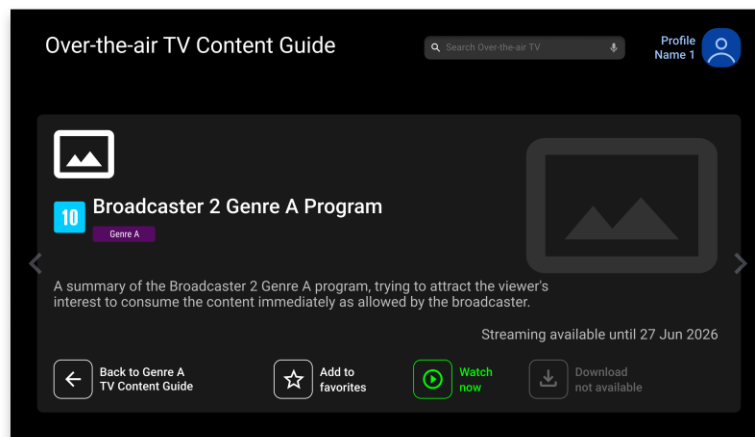 Over-the-air TV Content Guide
Search Over-the-air TV
Profile
Name 1
10
Broadcaster 2 Genre A Program
Genre A
A summary of the Broadcaster 2 Genre A program, trying to attract the viewer's
interest to consume the content immediately as allowed by the broadcaster.
Streaming available until 27 Jun 2026
Back to Genre A
TV Content Guide
Add to
favorites
Watch
now
Download
not available